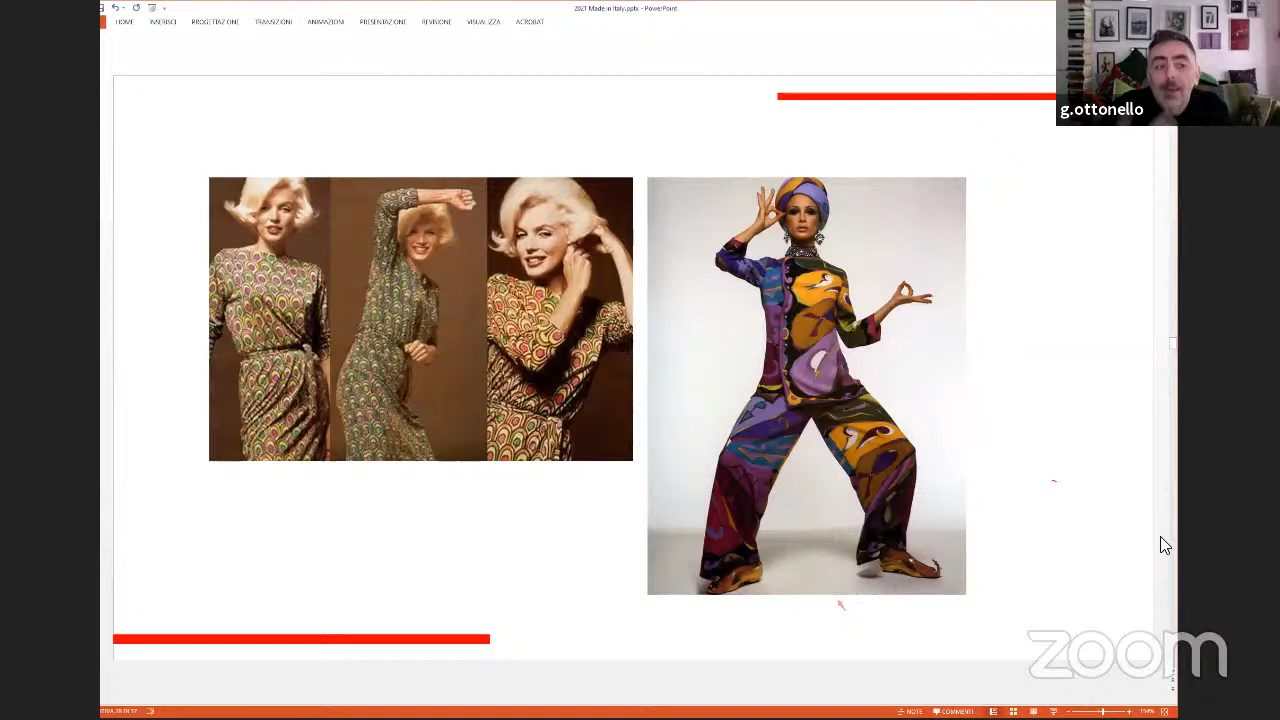 2021 Made in Italy.pptx - PowerPoint
HOME INSERISCI PROGETTAZIONE TRANSIZIONI ANIMAZIONI PRESENTAZIONE REVISIONE VISUALIZZA ACROBAT
g.ottonello
zoom
NOTE COMMENTI